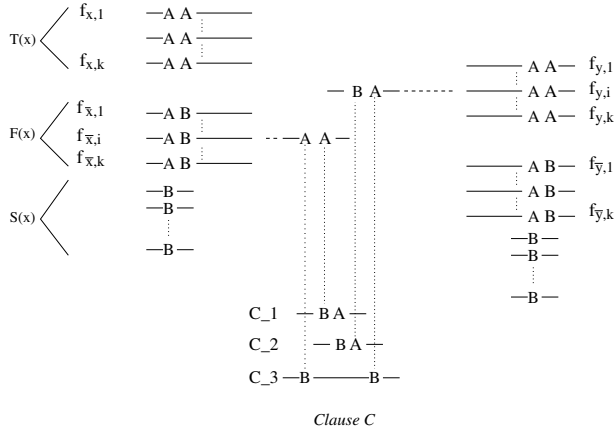 f_{x,1} A A
T(x) A A
f_{x,k} A A
f_{y,1} A A
B A f_{y,i} A A
f_{y,k} A A
F(x) f_{x̄,1} A B
f_{x̄,i} A B A A
f_{x̄,k} A B
A B f_{ȳ,1}
A B
A B f_{ȳ,k}
S(x) B
B
B
B
B
B
C_1 B A
C_2 B A
C_3 B B
Clause C